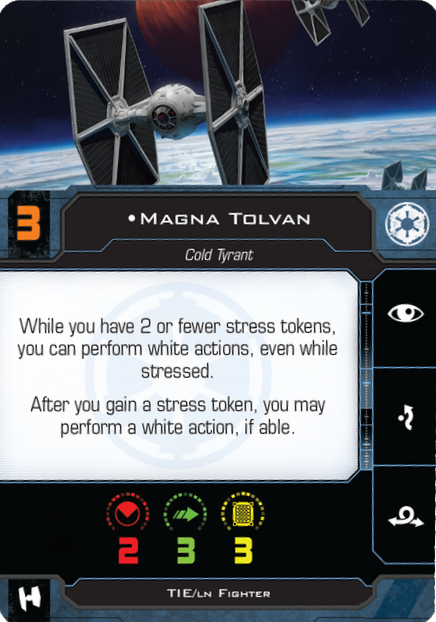 3
•Magna Tolvan
Cold Tyrant
While you have 2 or fewer stress tokens,
you can perform white actions, even while
stressed.
After you gain a stress token, you may
perform a white action, if able.
2 3 3
TIE/ln Fighter